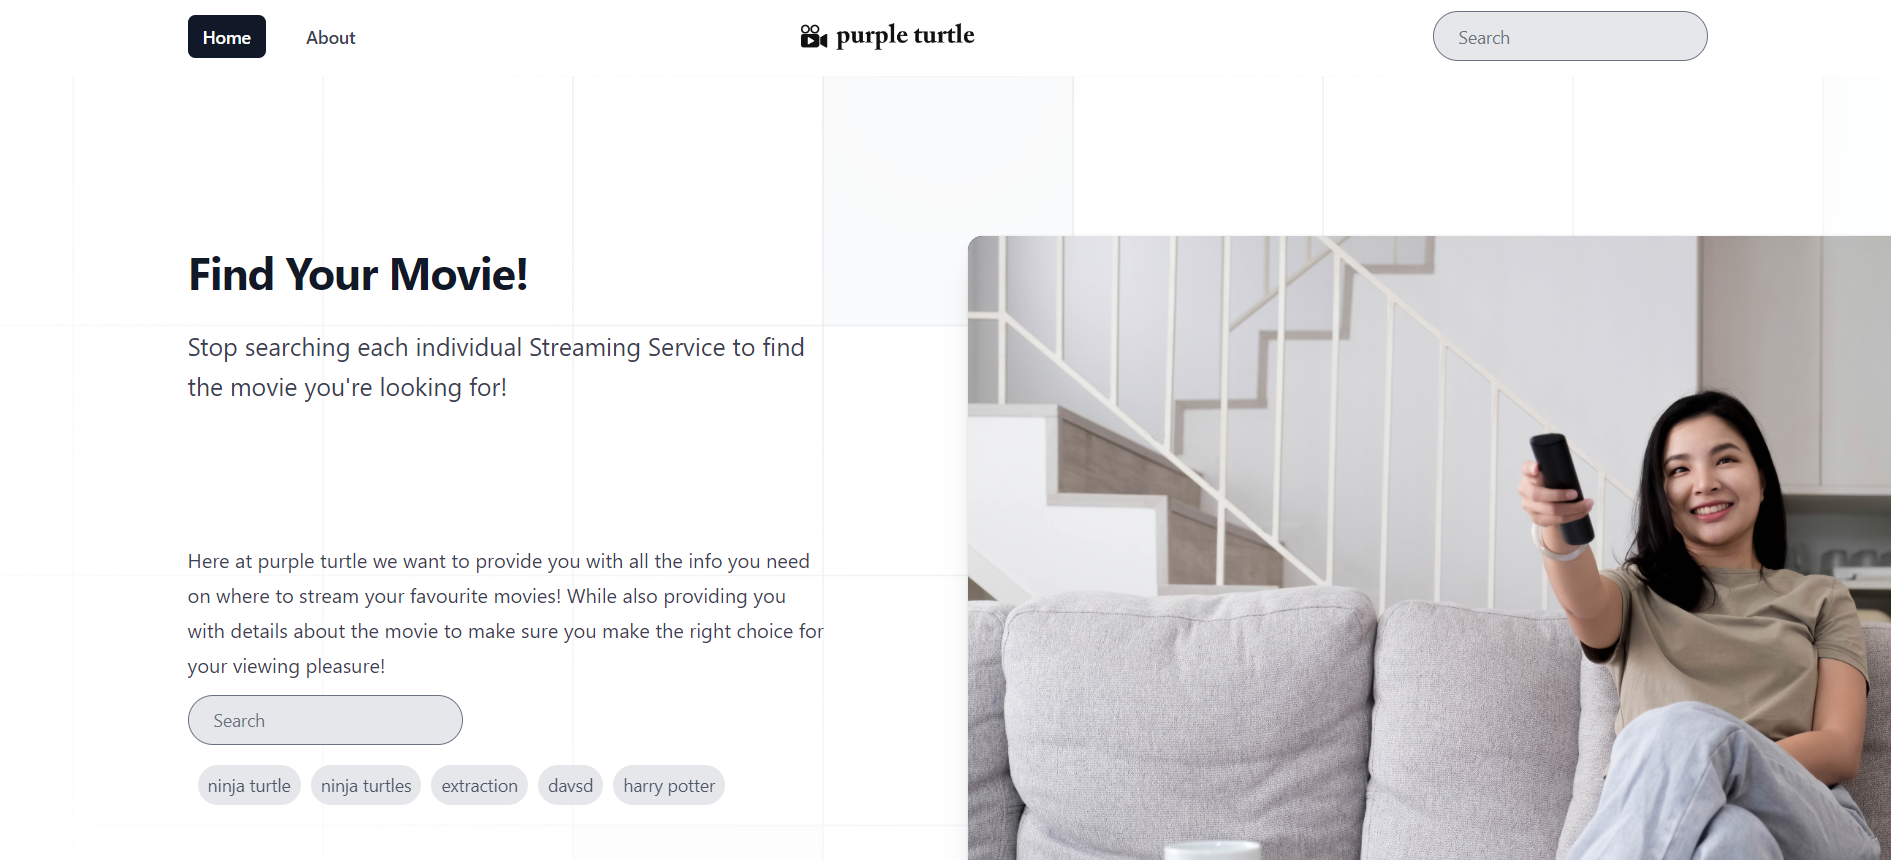 Home
About
purple turtle
Search
Find Your Movie!
Stop searching each individual Streaming Service to find
the movie you're looking for!
Here at purple turtle we want to provide you with all the info you need
on where to stream your favourite movies! While also providing you
with details about the movie to make sure you make the right choice for
your viewing pleasure!
Search
ninja turtle
ninja turtles
extraction
davsd
harry potter